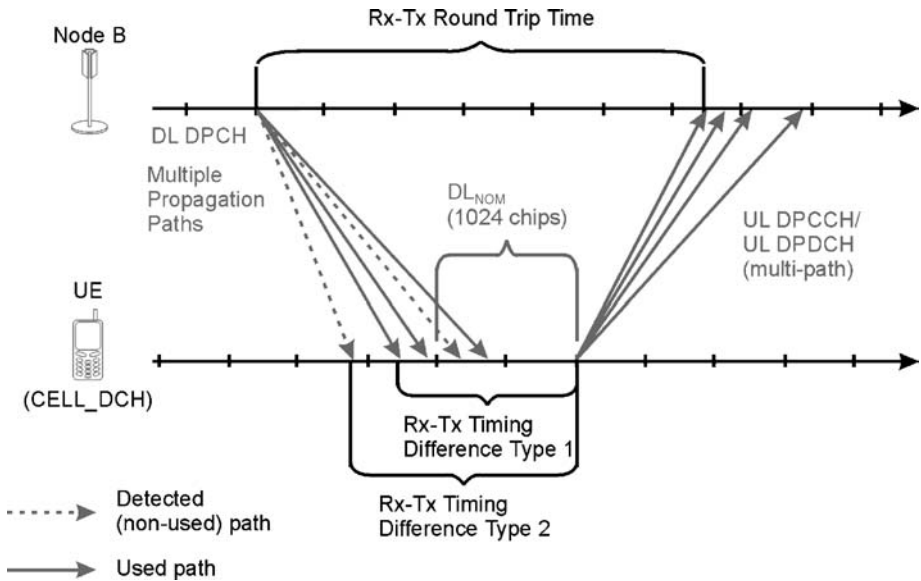 Rx-Tx Round Trip Time
Node B
DL DPCH
Multiple
Propagation
Paths
DLNOM
(1024 chips)
UL DPCCH/
UL DPDCH
(multi-path)
UE
(CELL_DCH)
Rx-Tx Timing
Difference Type 1
Rx-Tx Timing
Difference Type 2
Detected
(non-used) path
Used path